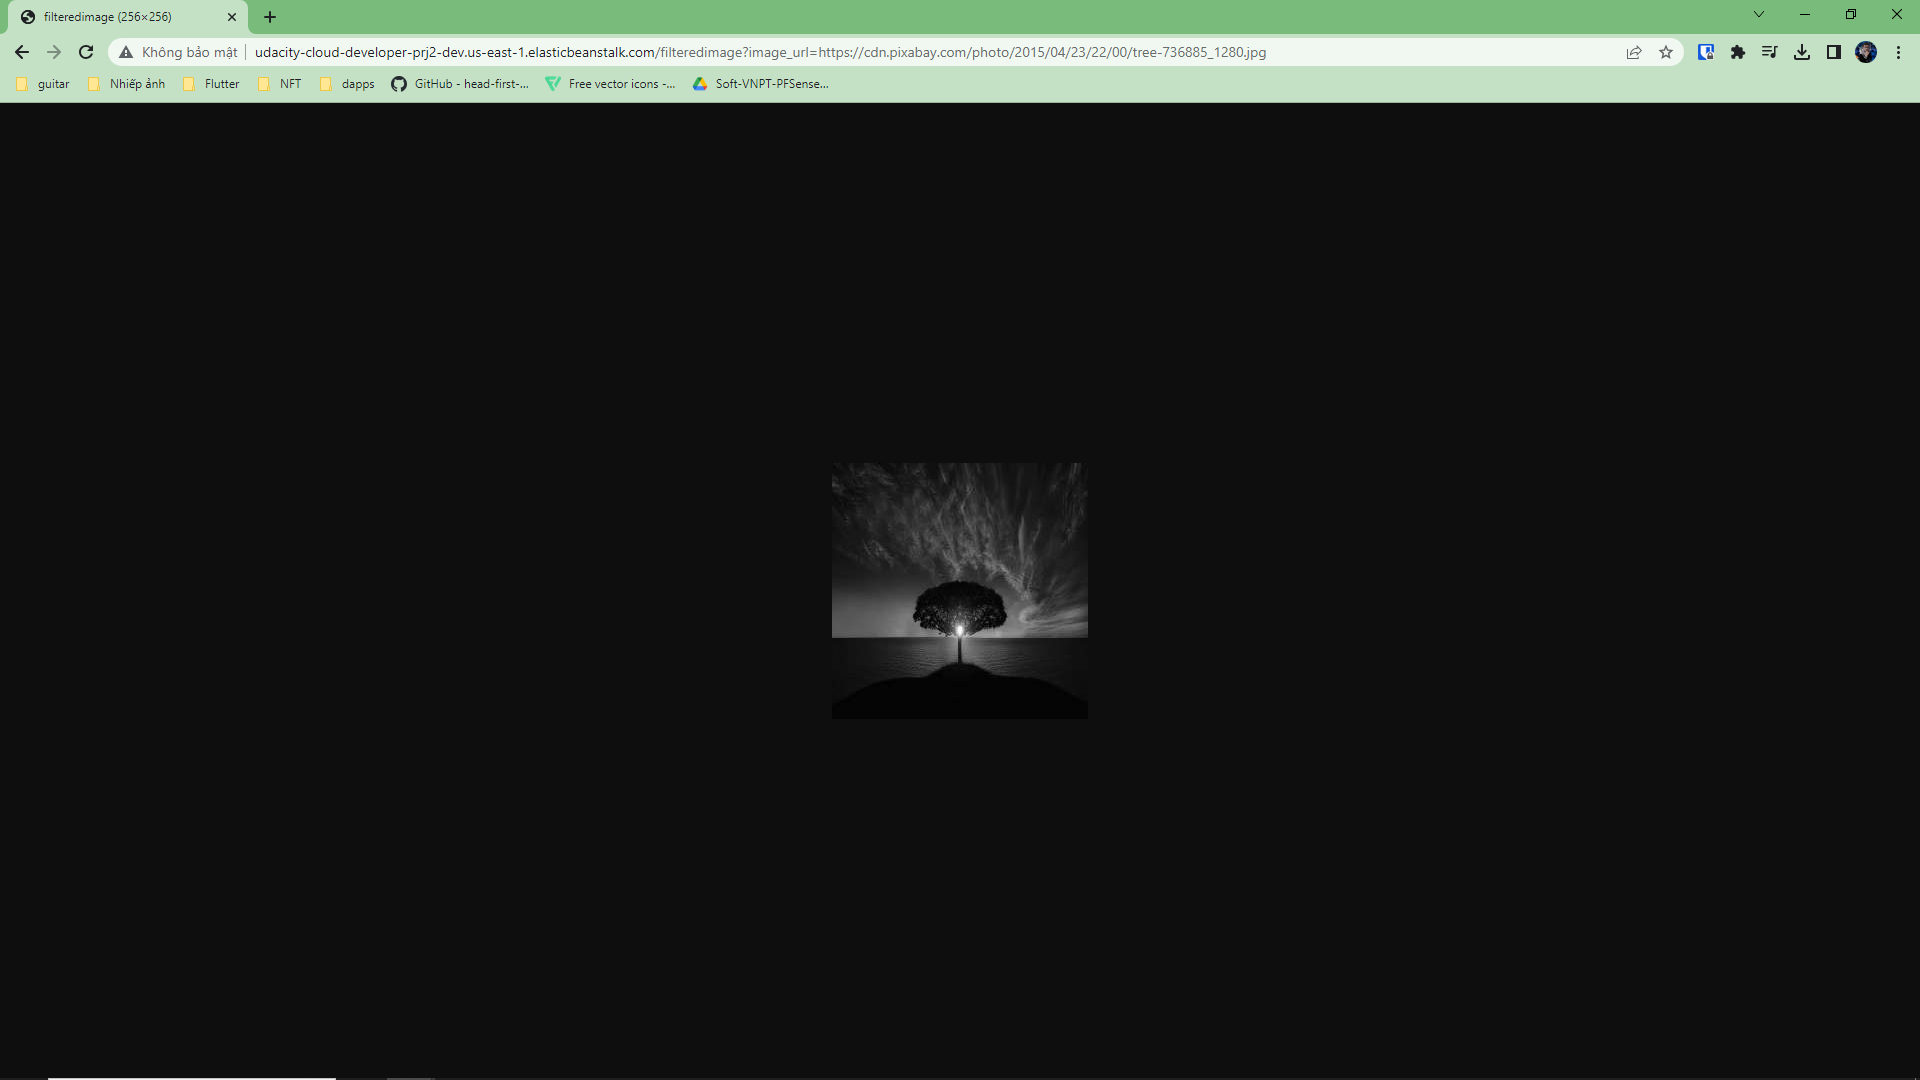 filteredimage (256×256)
Không bảo mật udacity-cloud-developer-prj2-dev.us-east-1.elasticbeanstalk.com/filteredimage?image_url=https://cdn.pixabay.com/photo/2015/04/23/22/00/tree-736885_1280.jpg
guitar Nhiếp ảnh Flutter NFT dapps GitHub - head-first-... Free vector icons -... Soft-VNPT-PFSense...